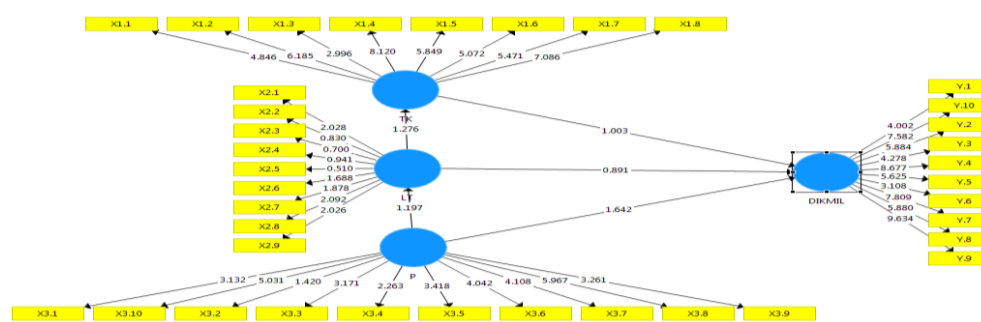 X1.1 X1.2 X1.3 X1.4 X1.5 X1.6 X1.7 X1.8
4.846 6.185 2.996 8.120 5.849 5.072 5.471 7.086
TK
1.276
1.003
X2.1
X2.2
X2.3
X2.4
X2.5
X2.6
X2.7
X2.8
X2.9
2.028
0.830
0.700
0.941
0.510
1.688
1.878
2.092
2.026
LT
1.197
0.891
1.642
Y.1
Y.10
Y.2
Y.3
Y.4
Y.5
Y.6
Y.7
Y.8
Y.9
4.002
7.582
5.884
4.278
8.677
5.625
3.108
7.809
5.880
9.634
DIKMIL
P
3.132 5.031 1.420 3.171 2.263 3.418 4.042 4.108 5.967 3.261
X3.1 X3.10 X3.2 X3.3 X3.4 X3.5 X3.6 X3.7 X3.8 X3.9